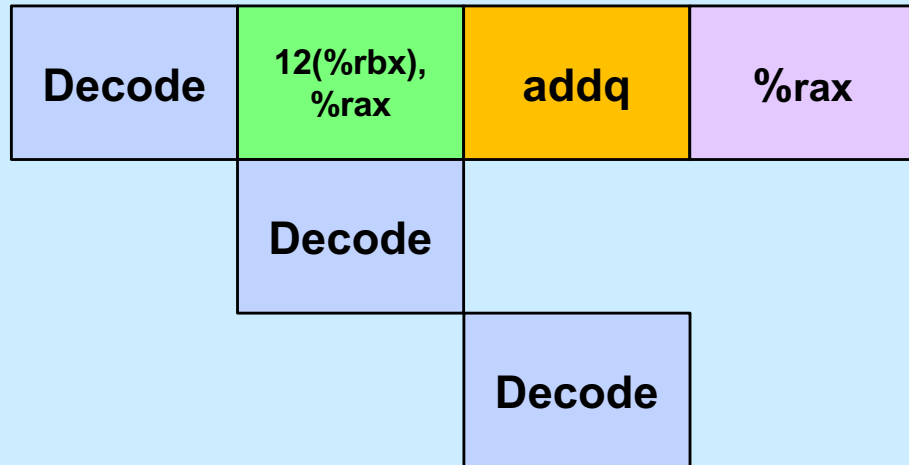 Decode
12(%rbx),
%rax
addq
%rax
Decode
Decode